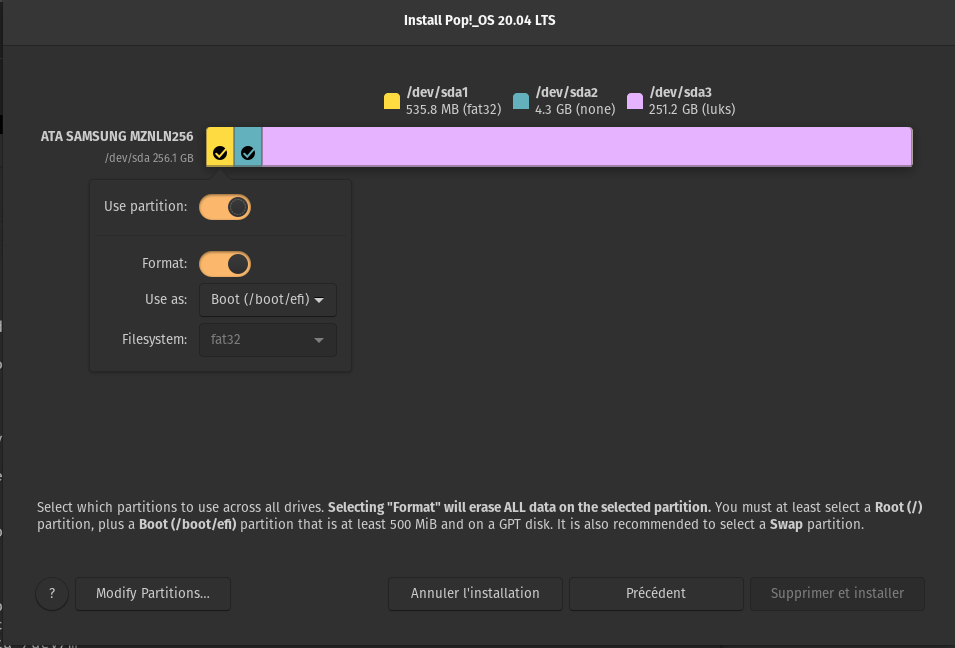 Install Pop!_OS 20.04 LTS
/dev/sda1
535.8 MB (fat32)
/dev/sda2
4.3 GB (none)
/dev/sda3
251.2 GB (luks)
ATA SAMSUNG MZNLN256
/dev/sda 256.1 GB
Use partition:
Format:
Use as: Boot (/boot/efi)
Filesystem: fat32
Select which partitions to use across all drives. Selecting "Format" will erase ALL data on the selected partition. You must at least select a Root (/)
partition, plus a Boot (/boot/efi) partition that is at least 500 MiB and on a GPT disk. It is also recommended to select a Swap partition.
? Modify Partitions... Annuler l'installation Précédent Supprimer et installer